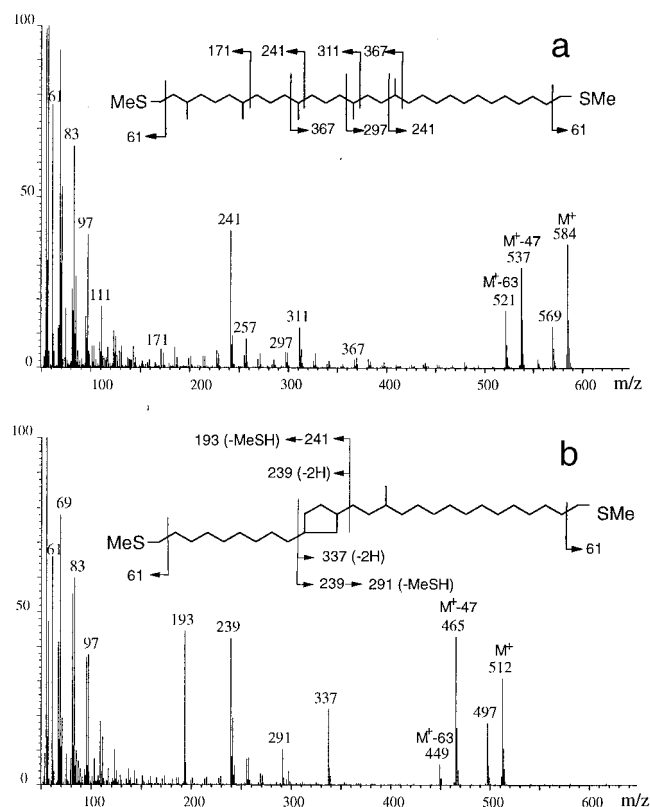 100
a
171 241 311 367
MeS SMe
61 367 297 241 61
61
83
50
97
241
M+
584
M+-47
537
M+-63
521
111
311
257
569
171
297
367
0
100 200 300 400 500 600 m/z
100
b
193 (-MeSH) 241
239 (-2H)
69
MeS SMe
61
61
337 (-2H)
61
239 291 (-MeSH)
83
50
97
193
239
M+-47
465
M+
512
337
291
497
M+-63
449
0
100 200 300 400 500 600 m/z